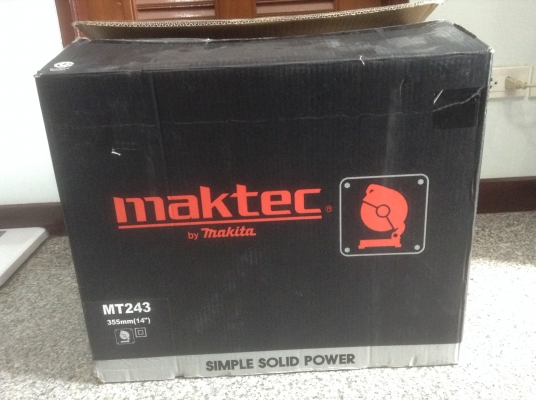 maktec®
by makita
MT243
355mm(14")
SIMPLE SOLID POWER